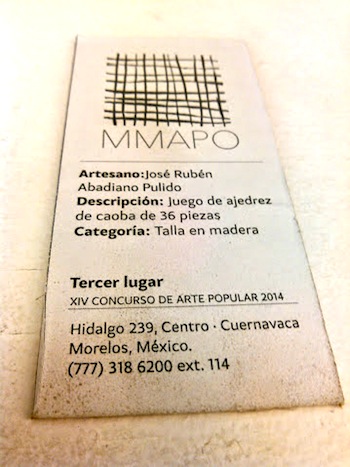 MMAPO
Artesano:José Rubén
Abadiano Pulido
Descripción: Juego de ajedrez
de caoba de 36 piezas
Categoría: Talla en madera
Tercer lugar
XIV CONCURSO DE ARTE POPULAR 2014
Hidalgo 239, Centro · Cuernavaca
Morelos, México.
(777) 318 6200 ext. 114